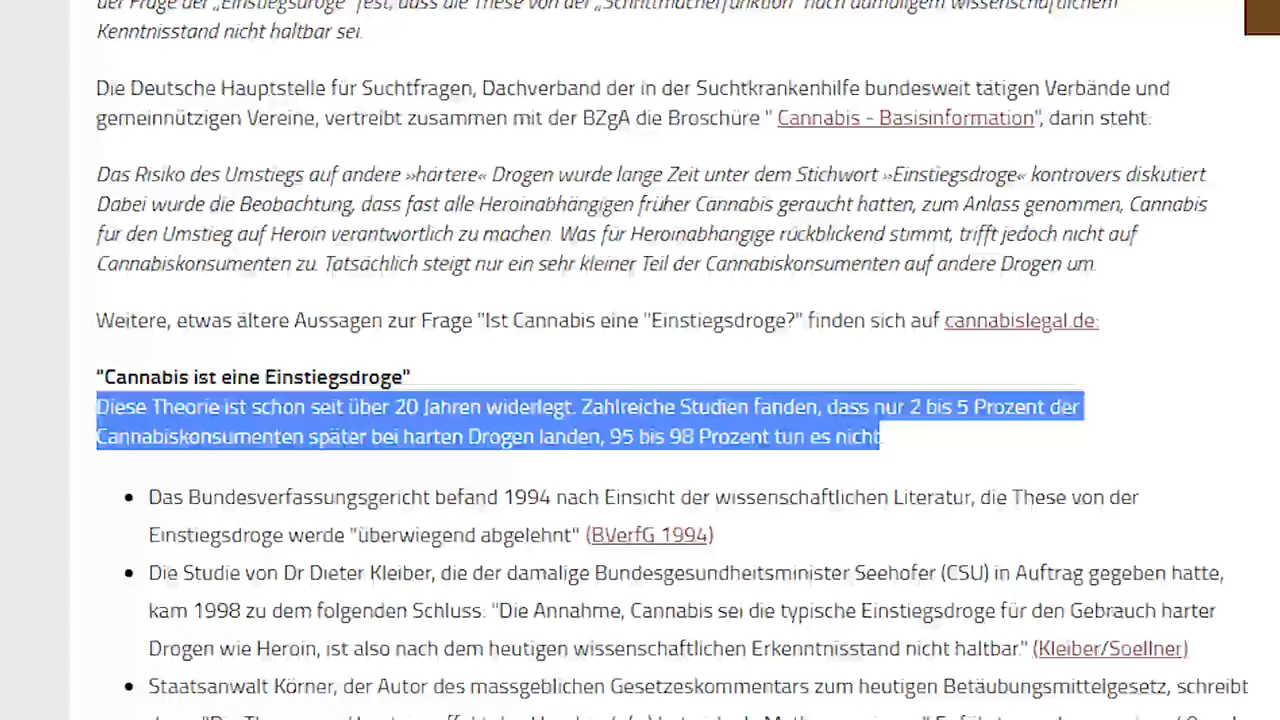 der Frage der „Einstiegsdroge" fest, dass die These von der „Schrittmacherfunktion" nach damaligem wissenschaftlichem
Kenntnisstand nicht haltbar sei.
Die Deutsche Hauptstelle für Suchtfragen, Dachverband der in der Suchtkrankenhilfe bundesweit tätigen Verbände und
gemeinnützigen Vereine, vertreibt zusammen mit der BZgA die Broschüre " Cannabis - Basisinformation", darin steht:
Das Risiko des Umstiegs auf andere »härtere« Drogen wurde lange Zeit unter dem Stichwort »Einstiegsdroge« kontrovers diskutiert.
Dabei wurde die Beobachtung, dass fast alle Heroinabhängigen früher Cannabis geraucht hatten, zum Anlass genommen, Cannabis
für den Umstieg auf Heroin verantwortlich zu machen. Was für Heroinabhängige rückblickend stimmt, trifft jedoch nicht auf
Cannabiskonsumenten zu. Tatsächlich steigt nur ein sehr kleiner Teil der Cannabiskonsumenten auf andere Drogen um.
Weitere, etwas ältere Aussagen zur Frage "Ist Cannabis eine "Einstiegsdroge?" finden sich auf cannabislegal.de:
"Cannabis ist eine Einstiegsdroge"
Diese Theorie ist schon seit über 20 Jahren widerlegt. Zahlreiche Studien fanden, dass nur 2 bis 5 Prozent der
Cannabiskonsumenten später bei harten Drogen landen, 95 bis 98 Prozent tun es nicht.
• Das Bundesverfassungsgericht befand 1994 nach Einsicht der wissenschaftlichen Literatur, die These von der
Einstiegsdroge werde "überwiegend abgelehnt" (BVerfG 1994)
• Die Studie von Dr Dieter Kleiber, die der damalige Bundesgesundheitsminister Seehofer (CSU) in Auftrag gegeben hatte,
kam 1998 zu dem folgenden Schluss: "Die Annahme, Cannabis sei die typische Einstiegsdroge für den Gebrauch harter
Drogen wie Heroin, ist also nach dem heutigen wissenschaftlichen Erkenntnisstand nicht haltbar." (Kleiber/Soellner)
• Staatsanwalt Körner, der Autor des massgeblichen Gesetzeskommentars zum heutigen Betäubungsmittelgesetz, schreibt